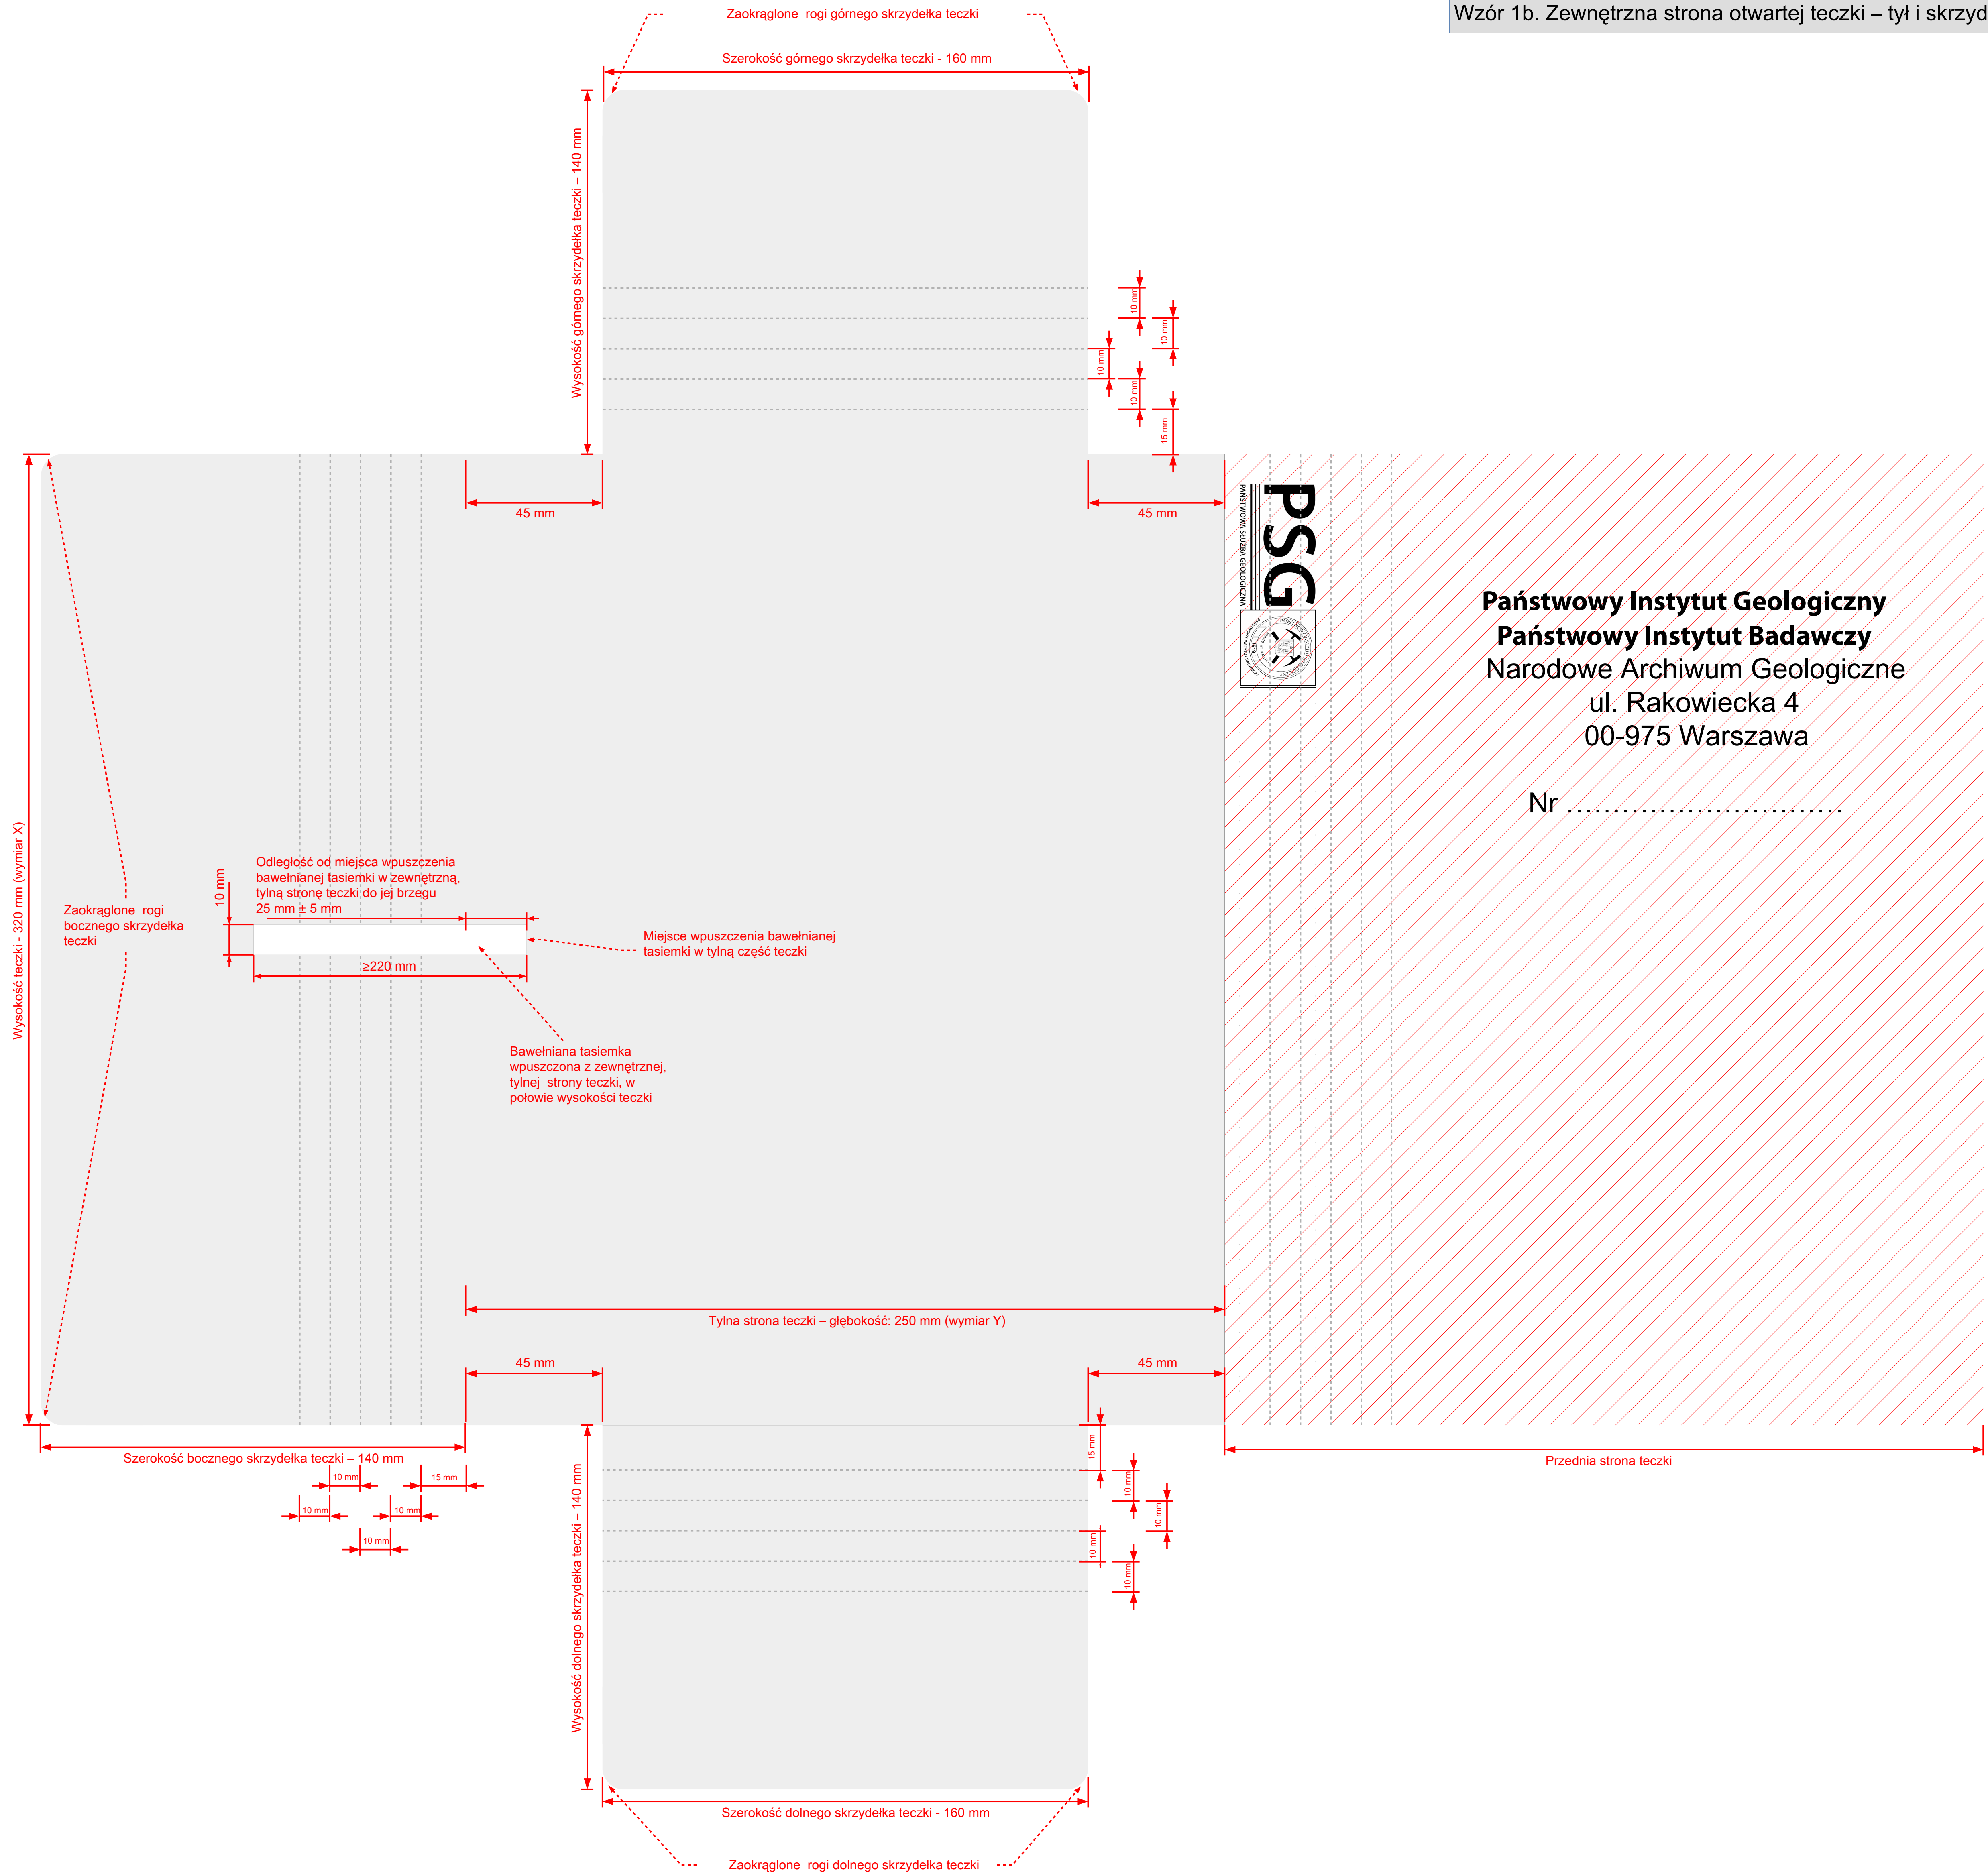 Wzór 1b. Zewnętrzna strona otwartej teczki – tył i skrzyd
Zaokrąglone rogi górnego skrzydełka teczki
Szerokość górnego skrzydełka teczki - 160 mm
Wysokość górnego skrzydełka teczki – 140 mm
10 mm
10 mm
10 mm
10 mm
15 mm
45 mm
45 mm
PSG
PAŃSTWOWA SŁUŻBA GEOLOGICZNA
Państwowy Instytut Geologiczny
Państwowy Instytut Badawczy
Narodowe Archiwum Geologiczne
ul. Rakowiecka 4
00-975 Warszawa
Nr ..............................
Wysokość teczki - 320 mm (wymiar X)
Zaokrąglone rogi
bocznego skrzydełka
teczki
10 mm
Odległość od miejsca wpuszczenia
bawełnianej tasiemki w zewnętrzną,
tylną stronę teczki do jej brzegu
25 mm ± 5 mm
≥220 mm
Miejsce wpuszczenia bawełnianej
tasiemki w tylną część teczki
Bawełniana tasiemka
wpuszczona z zewnętrznej,
tylnej strony teczki, w
połowie wysokości teczki
Tylna strona teczki – głębokość: 250 mm (wymiar Y)
45 mm
45 mm
Szerokość bocznego skrzydełka teczki – 140 mm
10 mm
15 mm
10 mm
10 mm
10 mm
Przednia strona teczki
Wysokość dolnego skrzydełka teczki – 140 mm
15 mm
10 mm
10 mm
10 mm
10 mm
Szerokość dolnego skrzydełka teczki - 160 mm
Zaokrąglone rogi dolnego skrzydełka teczki